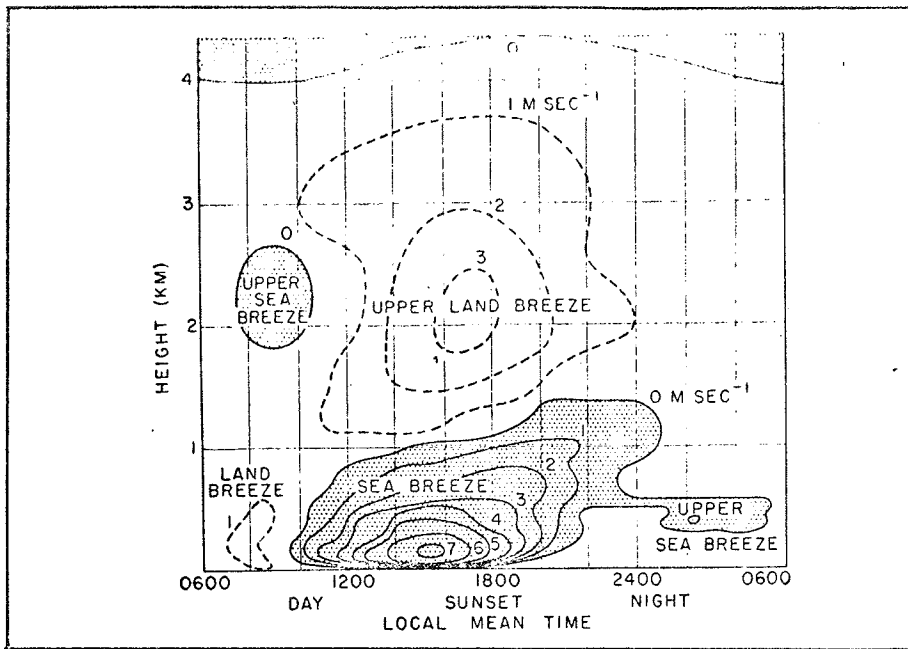 0
4
1 M SEC⁻¹
3
2
0
3
UPPER
SEA
BREEZE
UPPER LAND BREEZE
HEIGHT (KM)
2
1
0 M SEC⁻¹
1
1
LAND
BREEZE
1
2
SEA BREEZE
3
4
5
6
7
UPPER
0
SEA BREEZE
0600
1200
1800
2400
0600
DAY
SUNSET
NIGHT
LOCAL MEAN TIME